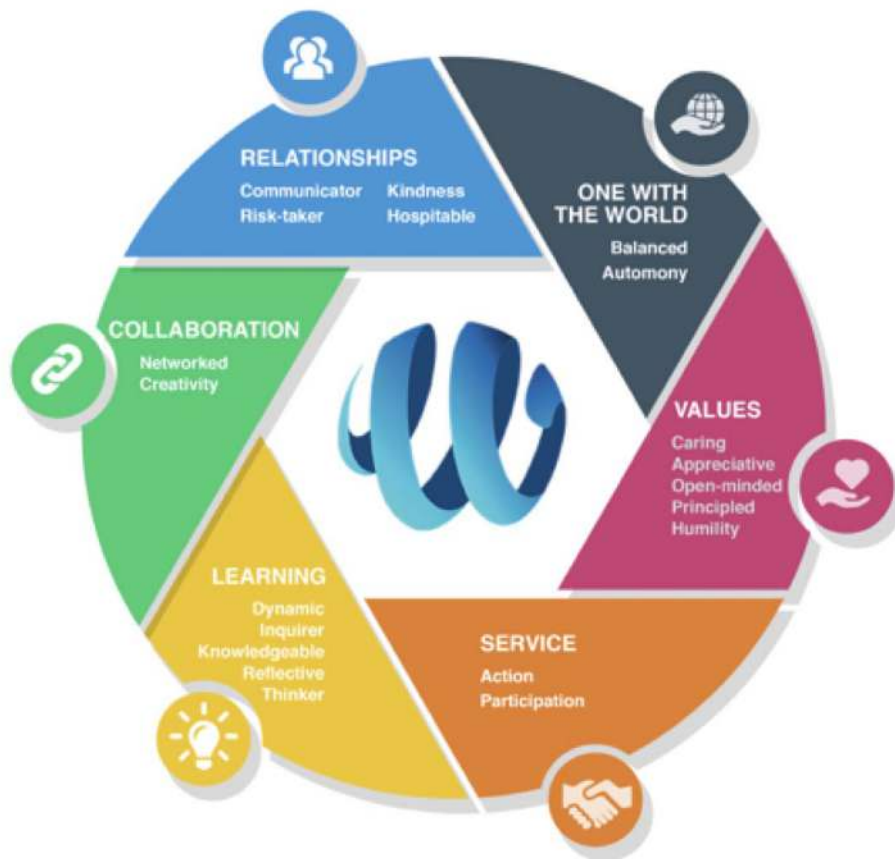 RELATIONSHIPS
Communicator Kindness
Risk-taker Hospitable
ONE WITH
THE WORLD
Balanced
Automony
VALUES
Caring
Appreciative
Open-minded
Principled
Humility
SERVICE
Action
Participation
LEARNING
Dynamic
Inquirer
Knowledgeable
Reflective
Thinker
COLLABORATION
Networked
Creativity